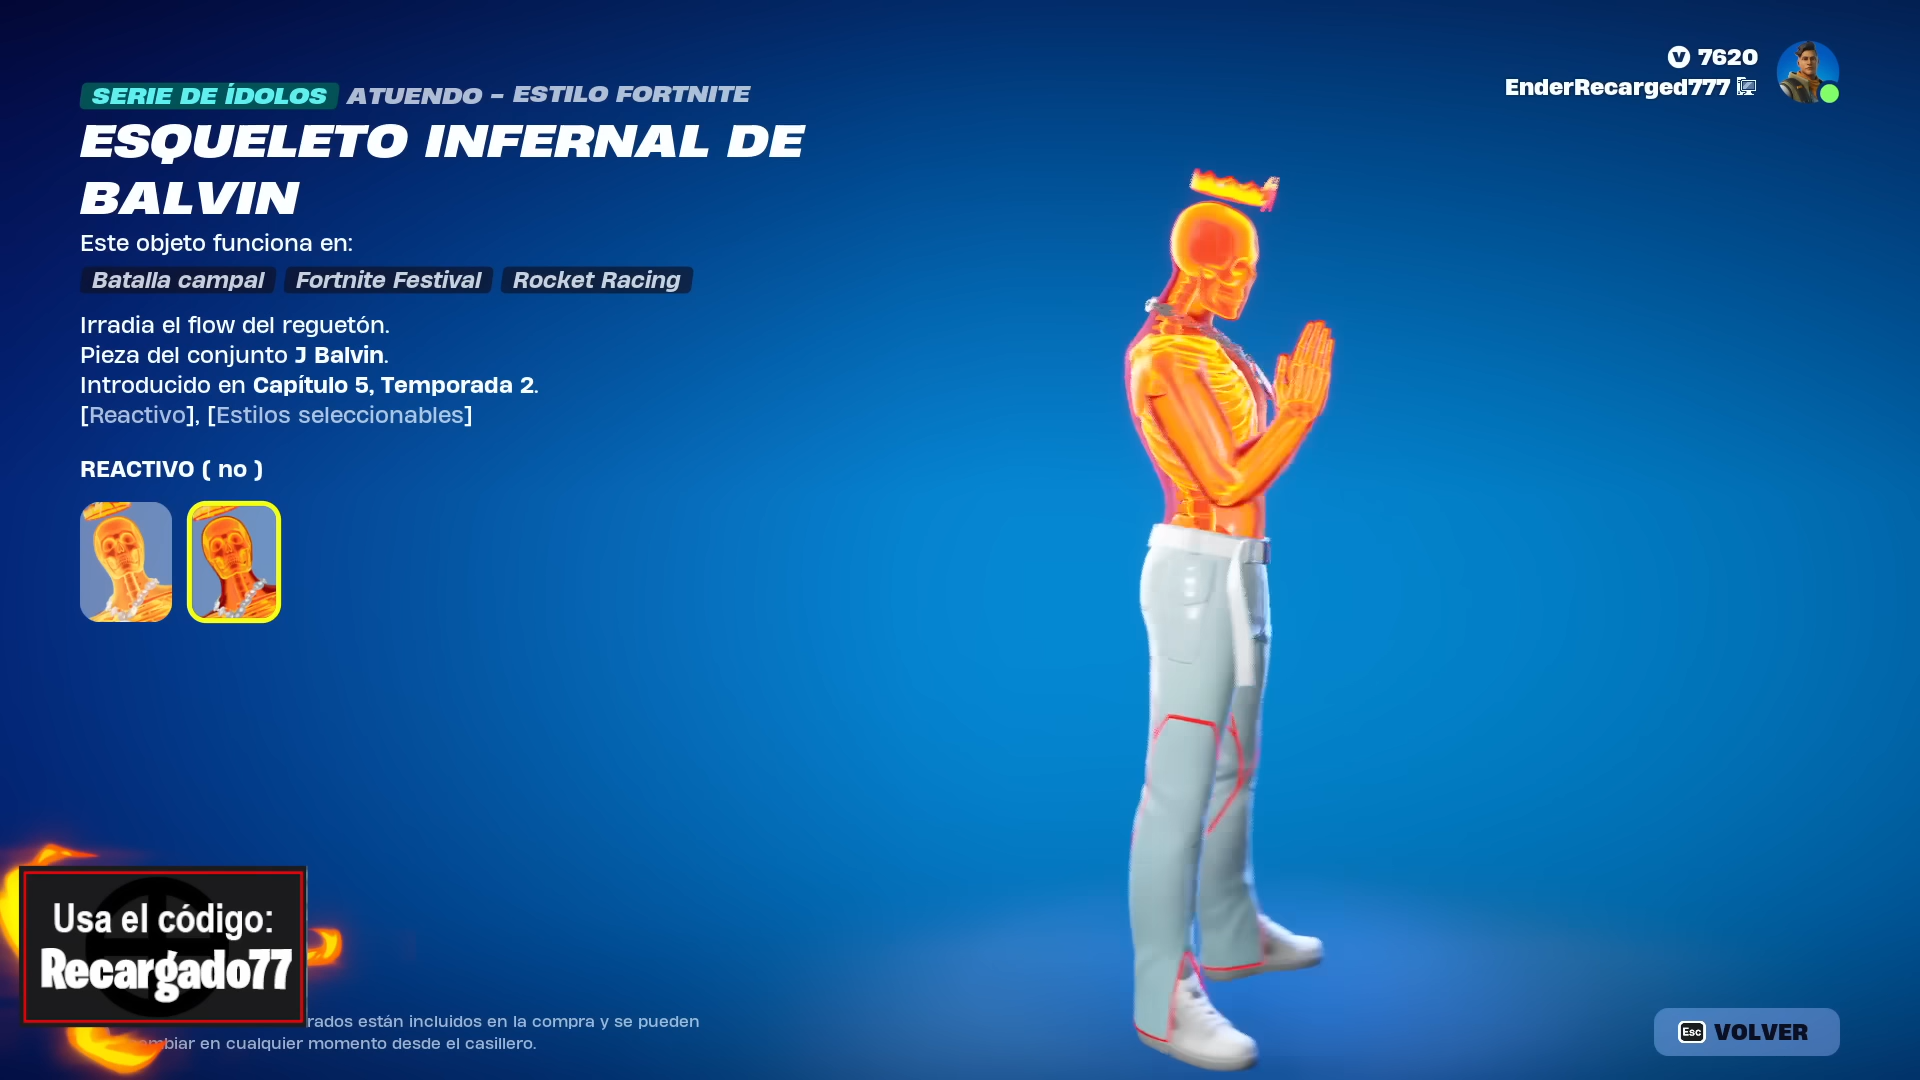 SERIE DE ÍDOLOS ATUENDO - ESTILO FORTNITE
ESQUELETO INFERNAL DE
BALVIN
Este objeto funciona en:
Batalla campal Fortnite Festival Rocket Racing
Irradia el flow del reguetón.
Pieza del conjunto J Balvin.
Introducido en Capítulo 5, Temporada 2.
[Reactivo], [Estilos seleccionables]
REACTIVO ( no )
V 7620
EnderRecarged777
Usa el código:
Recargado77
están incluidos en la compra y se pueden
en cualquier momento desde el casillero.
Esc VOLVER